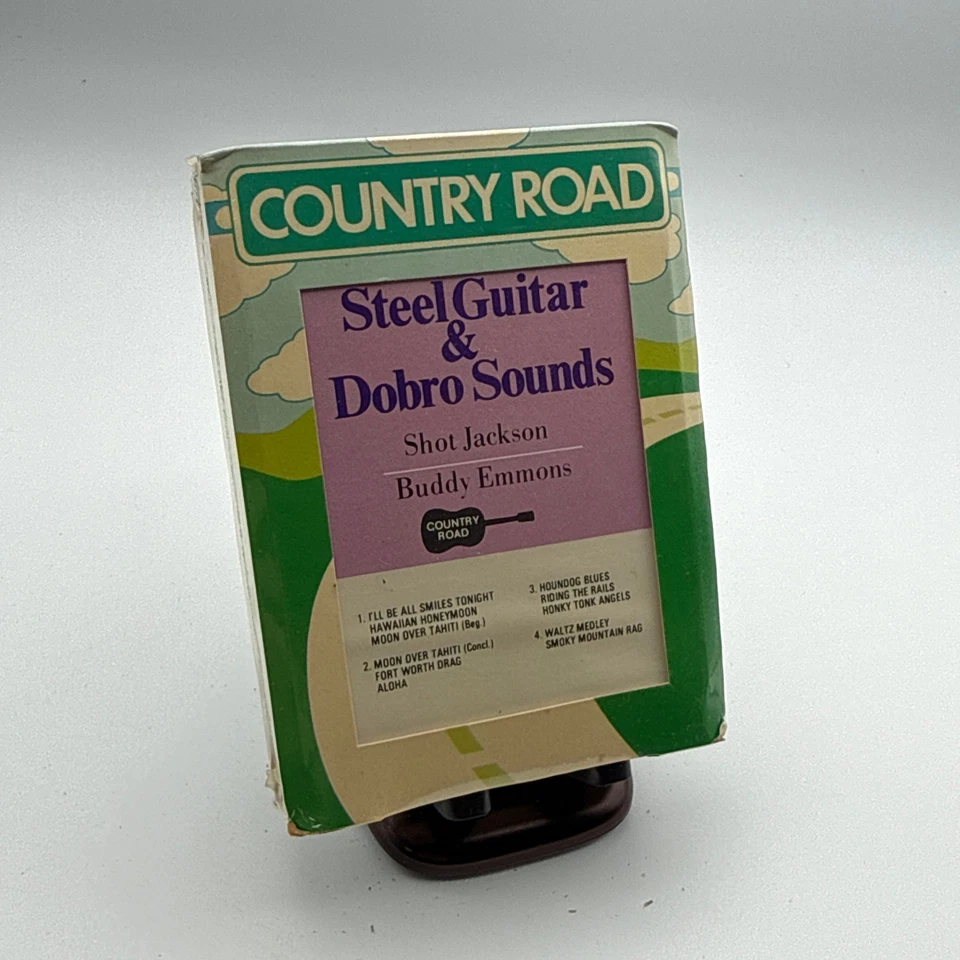 COUNTRY ROAD
Steel Guitar
&
Dobro Sounds
Shot Jackson
Buddy Emmons
COUNTRY
ROAD
1. I'LL BE ALL SMILES TONIGHT
HAWAIIAN HONEYMOON
MOON OVER TAHITI (Beg.)
2. MOON OVER TAHITI (Concl.)
FORT WORTH DRAG
ALOHA
3. HOUNDOG BLUES
RIDING THE RAILS
HONKY TONK ANGELS
4. WALTZ MEDLEY
SMOKY MOUNTAIN RAG